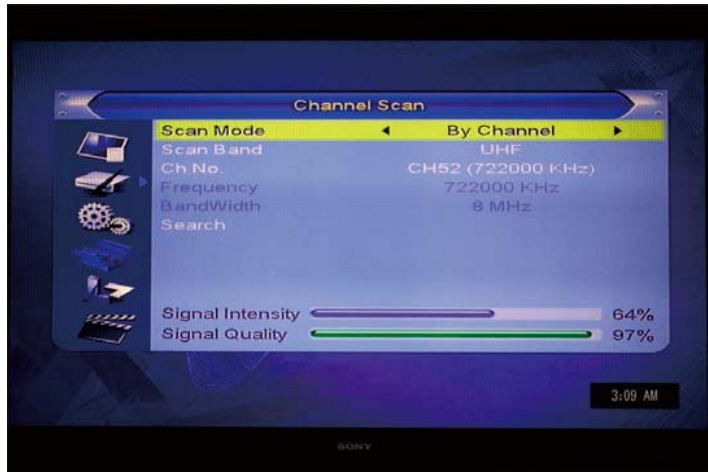 Channel Scan
Scan Mode By Channel
Scan Band UHF
Ch No. CH52 (722000 KHz)
Frequency 722000 KHz
BandWidth 8 MHz
Search
Signal Intensity 64%
Signal Quality 97%
3:09 AM
SONY